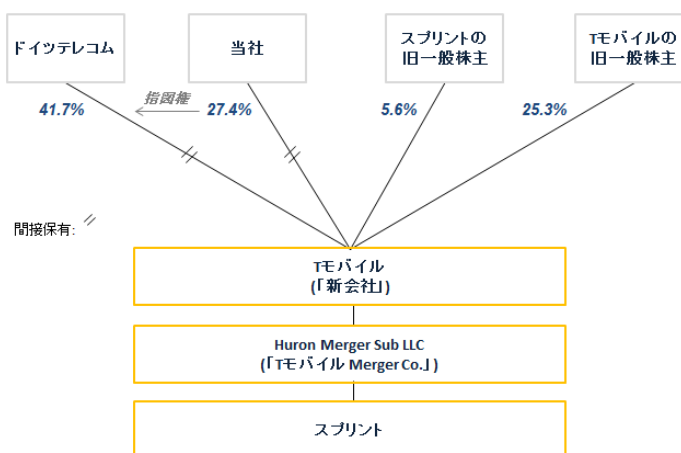 ドイツテレコム
当社
スプリントの
旧一般株主
Tモバイルの
旧一般株主
41.7%
指図権
27.4%
5.6%
25.3%
間接保有:
Tモバイル
(「新会社」)
Huron Merger Sub LLC
(「Tモバイル Merger Co.」)
スプリント